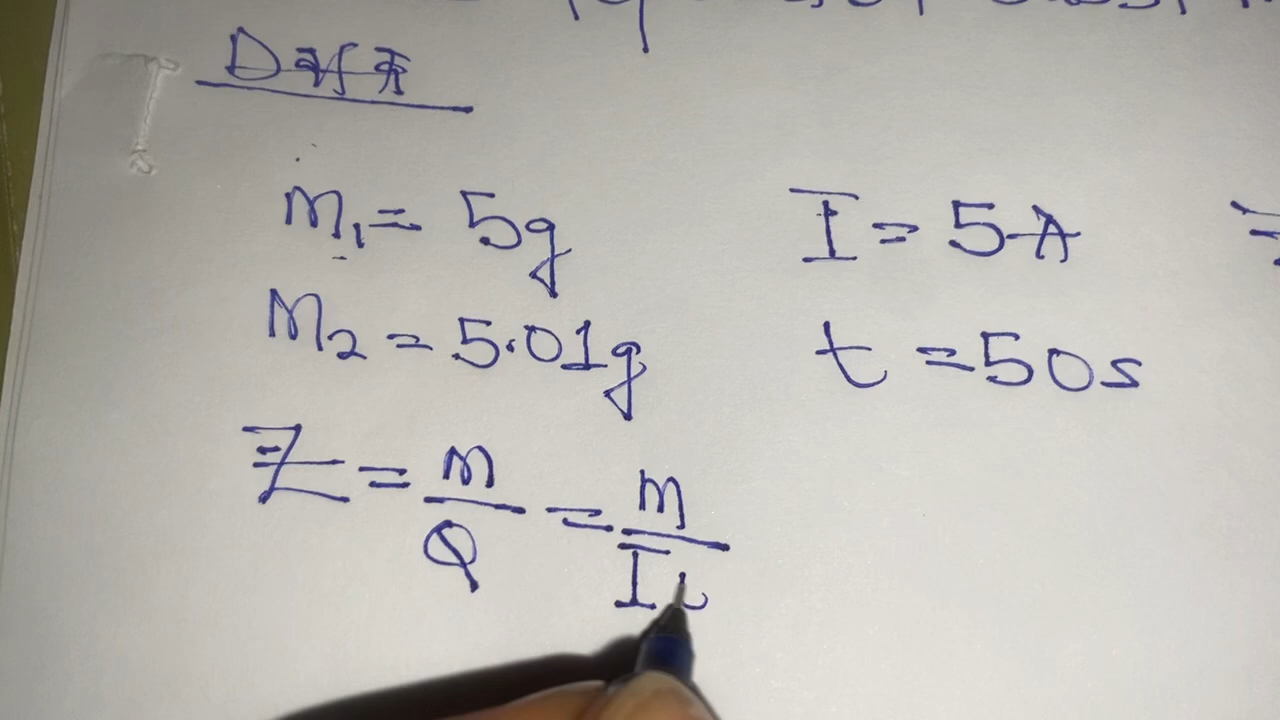 Data
m₁ = 5g I = 5A
m₂ = 5.01g t = 50s
Z = m/Q = m/It